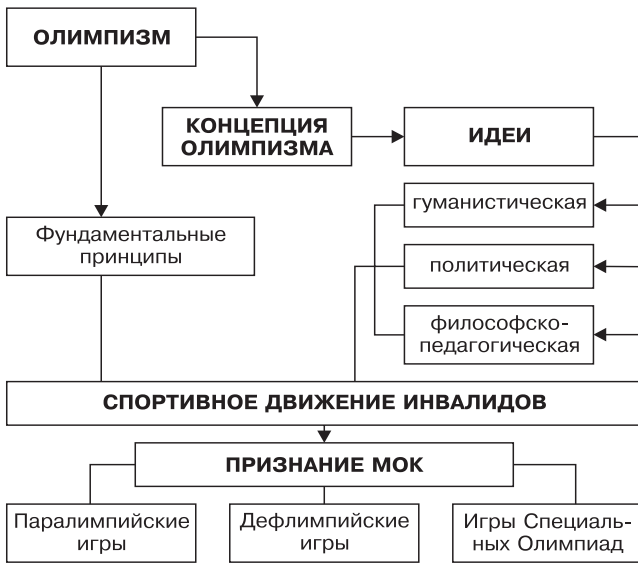 ОЛИМПИЗМ
КОНЦЕПЦИЯ
ОЛИМПИЗМА
ИДЕИ
гуманистическая
Фундаментальные
принципы
политическая
философско-
педагогическая
СПОРТИВНОЕ ДВИЖЕНИЕ ИНВАЛИДОВ
ПРИЗНАНИЕ МОК
Паралимпийские
игры
Дефлимпийские
игры
Игры Специаль-
ных Олимпиад